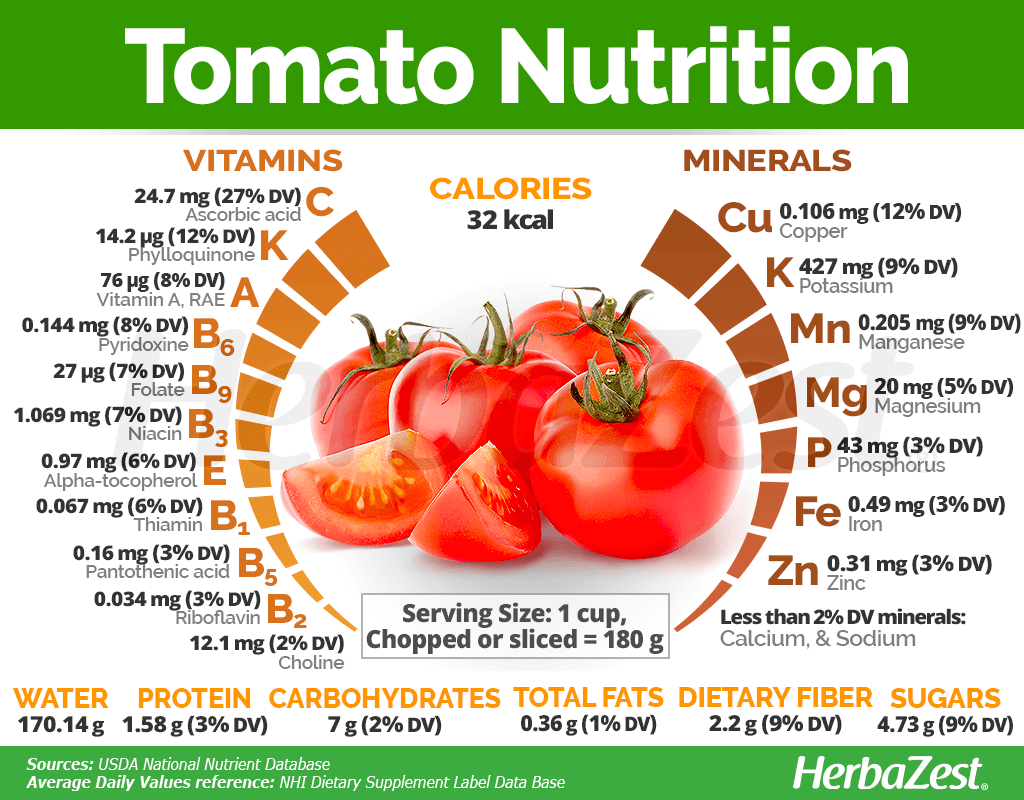 Tomato Nutrition
VITAMINS
24.7 mg (27% DV) C
Ascorbic acid
14.2 µg (12% DV) K
Phylloquinone
76 µg (8% DV) A
Vitamin A, RAE
0.144 mg (8% DV) B6
Pyridoxine
27 µg (7% DV) B9
Folate
1.069 mg (7% DV) B3
Niacin
0.97 mg (6% DV) E
Alpha-tocopherol
0.067 mg (6% DV) B1
Thiamin
0.16 mg (3% DV) B5
Pantothenic acid
0.034 mg (3% DV) B2
Riboflavin
12.1 mg (2% DV)
Choline
CALORIES
32 kcal
HerbaZest
Serving Size: 1 cup,
Chopped or sliced = 180 g
MINERALS
Cu 0.106 mg (12% DV)
Copper
K 427 mg (9% DV)
Potassium
Mn 0.205 mg (9% DV)
Manganese
Mg 20 mg (5% DV)
Magnesium
P 43 mg (3% DV)
Phosphorus
Fe 0.49 mg (3% DV)
Iron
Zn 0.31 mg (3% DV)
Zinc
Less than 2% DV minerals:
Calcium, & Sodium
WATER
170.14 g
PROTEIN
1.58 g (3% DV)
CARBOHYDRATES
7 g (2% DV)
TOTAL FATS
0.36 g (1% DV)
DIETARY FIBER
2.2 g (9% DV)
SUGARS
4.73 g (9% DV)
Sources: USDA National Nutrient Database
Average Daily Values reference: NHI Dietary Supplement Label Data Base
HerbaZest®